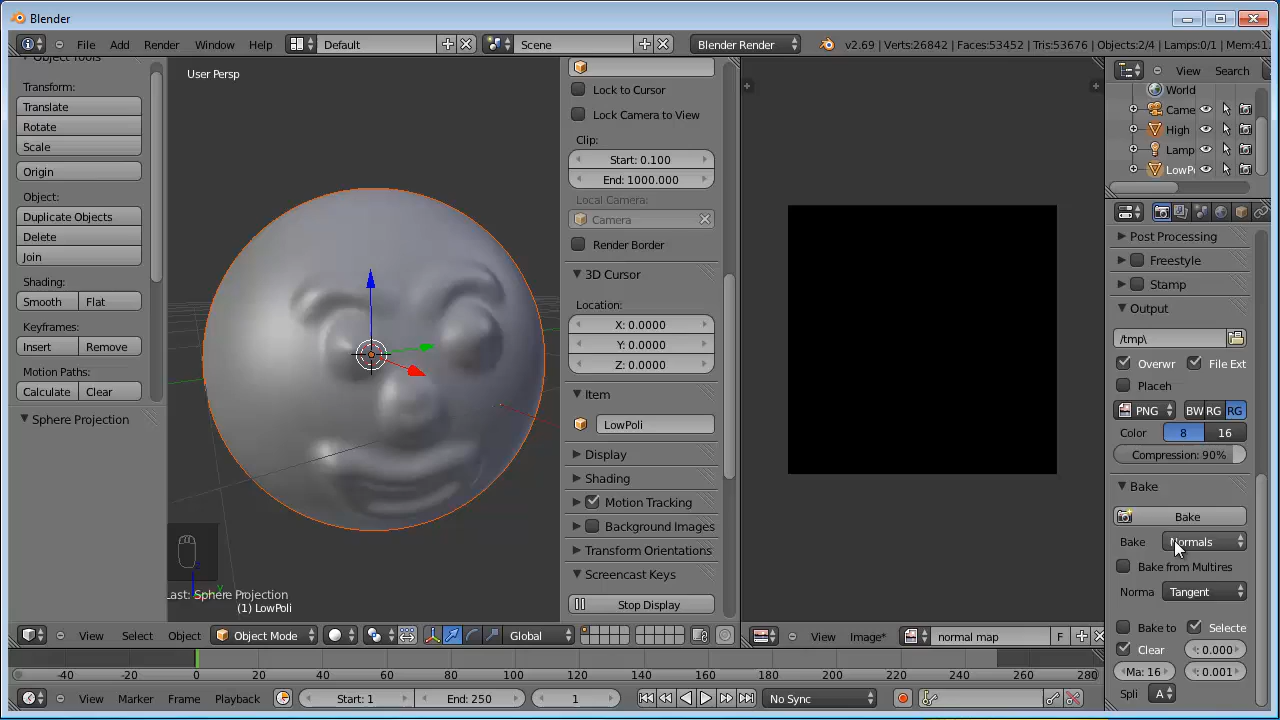 Blender
File Add Render Window Help Default Scene Blender Render v2.69 | Verts:26842 | Faces:53452 | Tris:53676 | Objects:2/4 | Lamps:0/1 | Mem:41.
Object Tools
Transform:
Translate
Rotate
Scale
Origin
Object:
Duplicate Objects
Delete
Join
Shading:
Smooth Flat
Keyframes:
Insert Remove
Motion Paths:
Calculate Clear
Sphere Projection
User Persp
Last: Sphere Projection
(1) LowPoli
Lock to Cursor
Lock Camera to View
Clip:
Start: 0.100
End: 1000.000
Local Camera:
Camera
Render Border
3D Cursor
Location:
X: 0.0000
Y: 0.0000
Z: 0.0000
Item
LowPoli
Display
Shading
Motion Tracking
Background Images
Transform Orientations
Screencast Keys
Stop Display
View Search
World
Came
High
Lamp
LowPo
Post Processing
Freestyle
Stamp
Output
/tmp\
Overwr File Ext
Placeh
PNG BW RG RG
Color 8 16
Compression: 90%
Bake
Bake
Bake Normals
Bake from Multires
Norma Tangent
Bake to Selecte
Clear : 0.000
Ma: 16 : 0.001
Spli A
View Select Object Object Mode Global
View Image* normal map F
-40 -20 0 20 40 60 80 100 120 140 160 180 200 220 240 260 280
View Marker Frame Playback Start: 1 End: 250 1 No Sync